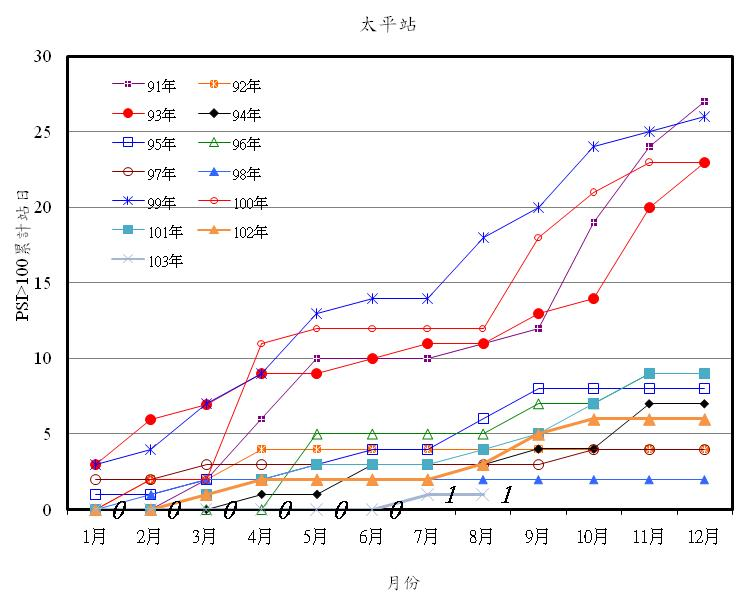 太平站
PSI>100累計站日
30
25
20
15
10
5
0
91年 92年
93年 94年
95年 96年
97年 98年
99年 100年
101年 102年
103年
0 0 0 0 0 0 1 1
1月 2月 3月 4月 5月 6月 7月 8月 9月 10月 11月 12月
月份